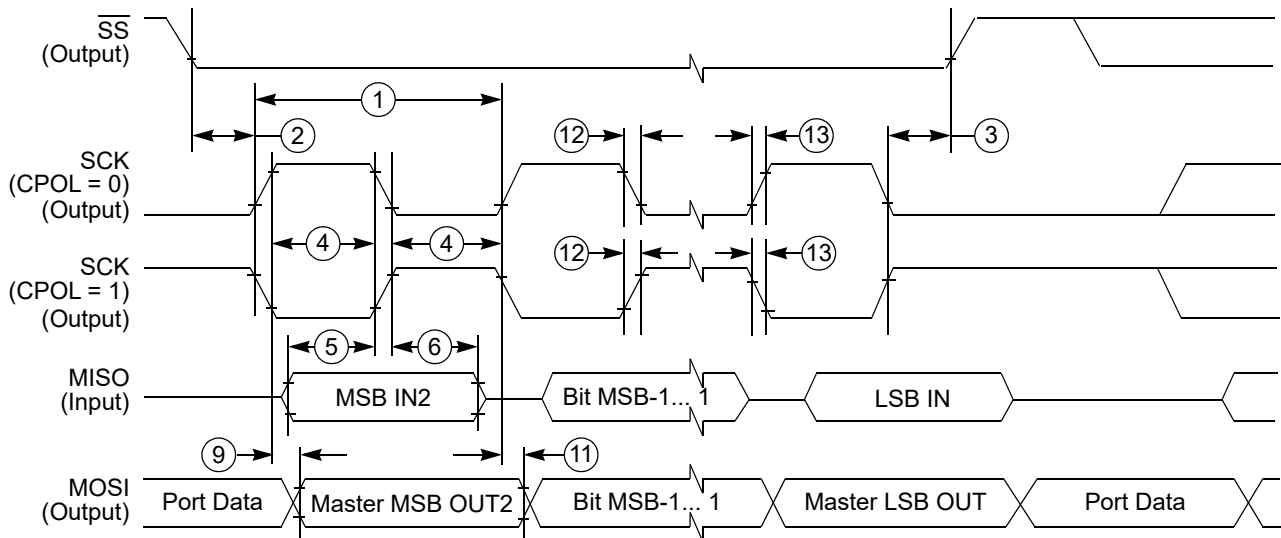 SS
(Output)
1
2
12
13
3
SCK
(CPOL = 0)
(Output)
4
4
12
13
SCK
(CPOL = 1)
(Output)
5
6
MISO
(Input)
MSB IN2
Bit MSB-1... 1
LSB IN
9
11
MOSI
(Output)
Port Data
Master MSB OUT2
Bit MSB-1... 1
Master LSB OUT
Port Data